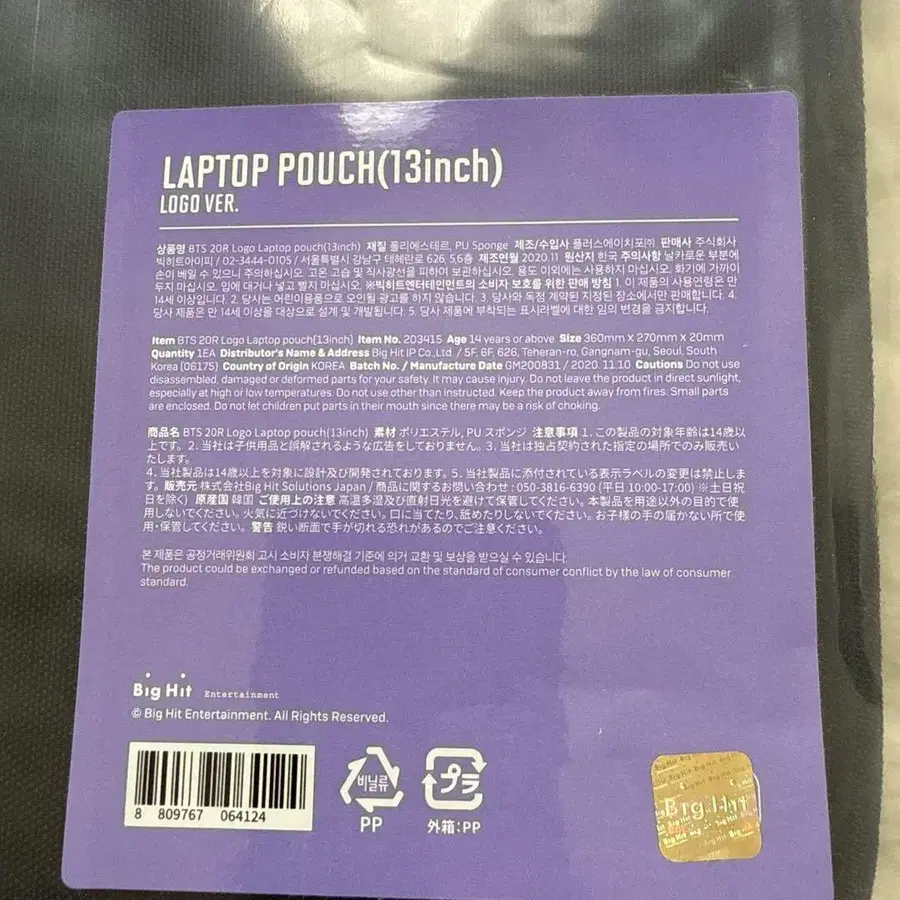 LAPTOP POUCH(13inch)
LOGO VER.
상품명 BTS 20R Logo Laptop pouch(13inch) 재질 폴리에스테르, PU Sponge 제조/수입사 플러스에이치포㈜ 판매사 주식회사
빅히트아이피 / 02-3444-0105 / 서울특별시 강남구 테헤란로 626, 5,6층 제조연월 2020.11 원산지 한국 주의사항 날카로운 부분에
손이 베일 수 있으니 주의하십시오. 고온 고습 및 직사광선을 피하여 보관하십시오. 용도 이외에는 사용하지 마십시오. 화기에 가까이
두지 마십시오. 입에 대거나 넣고 빨지 마십시오. ※빅히트엔터테인먼트의 소비자 보호를 위한 판매 방침 1. 이 제품의 사용연령은 만
14세 이상입니다. 2. 당사는 어린이용품으로 오인될 광고를 하지 않습니다. 3. 당사와 독점 계약된 지정된 장소에서만 판매합니다. 4.
당사 제품은 만 14세 이상을 대상으로 설계 및 개발됩니다. 5. 당사 제품에 부착되는 표시라벨에 대한 임의 변경을 금지합니다.
Item BTS 20R Logo Laptop pouch(13inch) Item No. 203415 Age 14 years or above Size 360mm x 270mm x 20mm
Quantity 1EA Distributor's Name & Address Big Hit IP Co.,Ltd. / 5F, 6F, 626, Teheran-ro, Gangnam-gu, Seoul, South
Korea (06175) Country of Origin KOREA Batch No. / Manufacture Date GM200831 / 2020. 11.10 Cautions Do not use
disassembled, damaged or deformed parts for your safety. It may cause injury. Do not leave the product in direct sunlight,
especially at high or low temperatures. Do not use other than instructed. Keep the product away from fires. Small parts
are enclosed. Do not let children put parts in their mouth since there may be a risk of choking.
商品名 BTS 20R Logo Laptop pouch(13inch) 素材 ポリエステル, PU スポンジ 注意事項 1. この製品の対象年齢は14歳以
上です。2. 当社は子供用品と誤解されるような広告をしておりません。3. 当社は独占契約された指定の場所でのみ販売い
たします。
4. 当社製品は14歳以上を対象に設計及び開発されております。5. 当社製品に添付されている表示ラベルの変更は禁止しま
す。販売元 株式会社Big Hit Solutions Japan / 商品に関するお問い合わせ : 050-3816-6390 (平日 10:00-17:00) ※土日祝
日を除く) 原産国 韓国 ご使用上の注意 高温多湿及び直射日光を避けて保管してください。本製品を用途以外の目的で使
用しないでください。火気に近づけないでください。口に当てたり、舐めたりしないでください。お子様の手の届かない所で使
用・保管してください。警告 鋭い断面で手が切れる恐れがあるのでご注意ください。
본 제품은 공정거래위원회 고시 소비자 분쟁해결 기준에 의거 교환 및 보상을 받으실 수 있습니다.
The product could be exchanged or refunded based on the standard of consumer conflict by the law of consumer
standard.
Big Hit Entertainment
© Big Hit Entertainment. All Rights Reserved.
8 809767 064124
비닐류
PP
プラ
外箱:PP
Big Hit